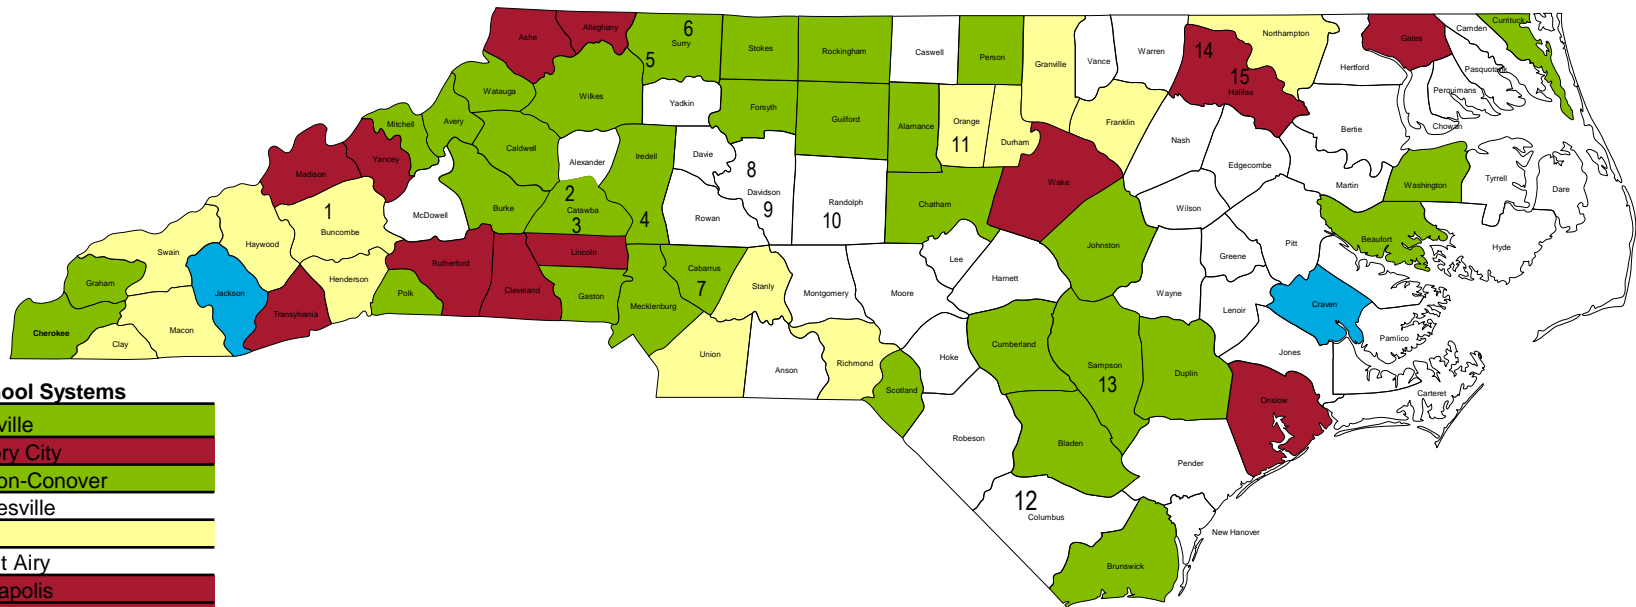 Ashe
Alleghany
6
Surry
5
Stokes
Rockingham
Caswell
Person
Granville
Vance
Warren
14
15
Halifax
Northampton
Hertford
Gates
Camden
Currituck
Pasquotank
Perquimans
Chowan
Bertie
Watauga
Wilkes
Yadkin
Forsyth
Guilford
Alamance
Orange
11
Durham
Franklin
Nash
Edgecombe
Martin
Washington
Tyrrell
Dare
Mitchell
Avery
Caldwell
Alexander
Iredell
Davie
8
Davidson
9
Randolph
10
Chatham
Wake
Wilson
Johnston
Pitt
Beaufort
Hyde
Madison
Yancey
McDowell
Burke
2
Catawba
3
4
Rowan
1
Buncombe
Haywood
Swain
Graham
Cherokee
Clay
Macon
Jackson
Transylvania
Henderson
Polk
Rutherford
Cleveland
Lincoln
Gaston
Mecklenburg
Cabarrus
7
Stanly
Montgomery
Moore
Lee
Harnett
Wayne
Greene
Lenoir
Craven
Pamlico
Jones
Carteret
Union
Anson
Richmond
Scotland
Hoke
Cumberland
Sampson
13
Duplin
Onslow
Robeson
Bladen
Pender
12
Columbus
New Hanover
Brunswick
ool Systems
ville
ry City
on-Conover
esville
t Airy
apolis